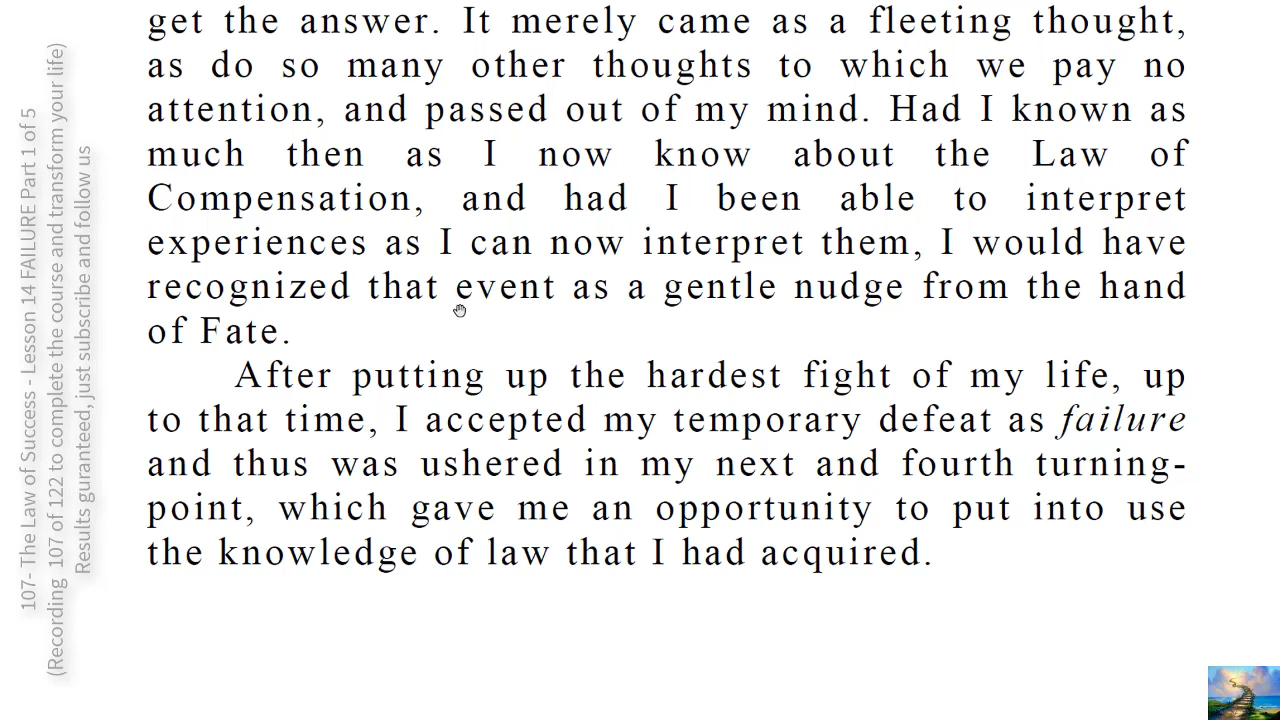 get the answer. It merely came as a fleeting thought,
as do so many other thoughts to which we pay no
attention, and passed out of my mind. Had I known as
much then as I now know about the Law of
Compensation, and had I been able to interpret
experiences as I can now interpret them, I would have
recognized that event as a gentle nudge from the hand
of Fate.
After putting up the hardest fight of my life, up
to that time, I accepted my temporary defeat as failure
and thus was ushered in my next and fourth turning-
point, which gave me an opportunity to put into use
the knowledge of law that I had acquired.
107- The Law of Success - Lesson 14 FAILURE Part 1 of 5
(Recording 107 of 122 to complete the course and transform your life)
Results guranteed, just subscribe and follow us